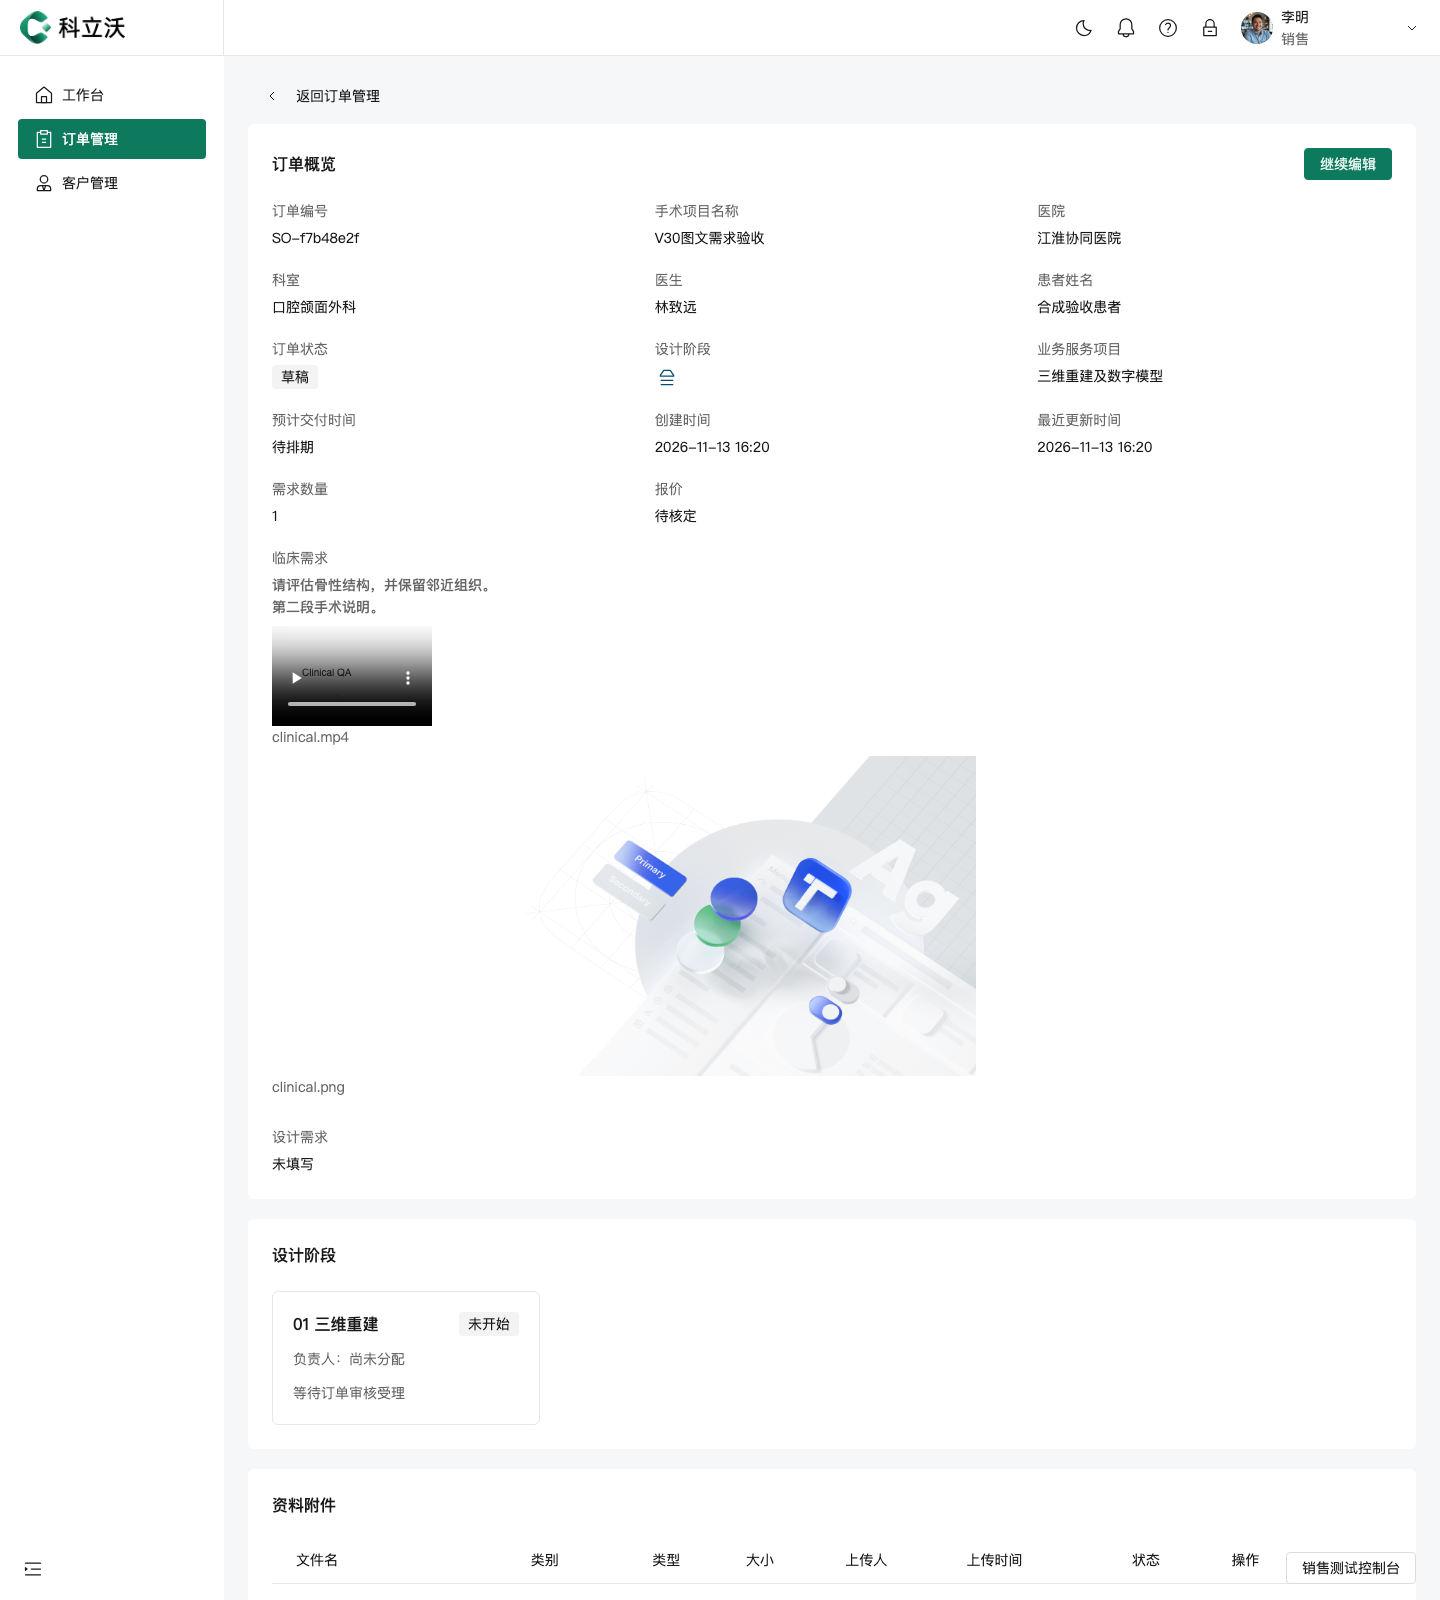 科立沃
李明
销售
工作台
订单管理
客户管理
返回订单管理
订单概览
继续编辑
订单编号
手术项目名称
医院
SO-f7b48e2f
V30图文需求验收
江淮协同医院
科室
医生
患者姓名
口腔颌面外科
林致远
合成验收患者
订单状态
设计阶段
业务服务项目
草稿
三维重建及数字模型
预计交付时间
创建时间
最近更新时间
待排期
2026-11-13 16:20
2026-11-13 16:20
需求数量
报价
1
待核定
临床需求
请评估骨性结构，并保留邻近组织。
第二段手术说明。
Clinical QA
clinical.mp4
Primary
Secondary
T
Ag
clinical.png
设计需求
未填写
设计阶段
01 三维重建
未开始
负责人：尚未分配
等待订单审核受理
资料附件
文件名
类别
类型
大小
上传人
上传时间
状态
操作
销售测试控制台